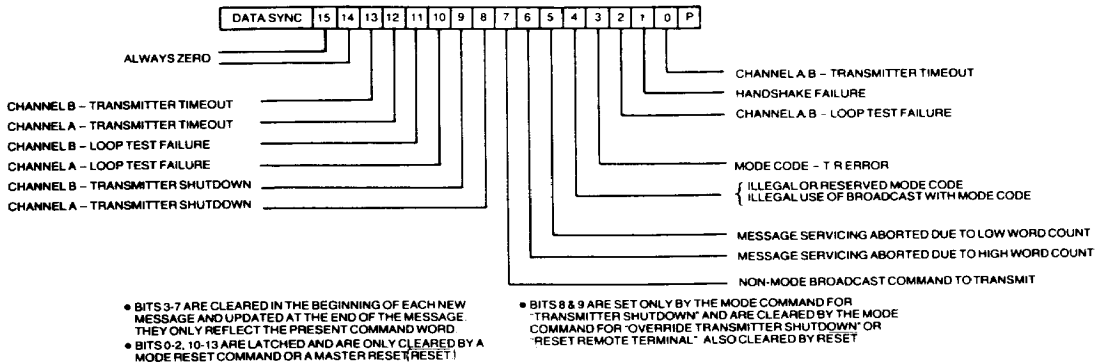 DATA SYNC 15 14 13 12 11 10 9 8 7 6 5 4 3 2 1 0 P
ALWAYS ZERO
CHANNEL B – TRANSMITTER TIMEOUT
CHANNEL A – TRANSMITTER TIMEOUT
CHANNEL B – LOOP TEST FAILURE
CHANNEL A – LOOP TEST FAILURE
CHANNEL B – TRANSMITTER SHUTDOWN
CHANNEL A – TRANSMITTER SHUTDOWN
CHANNEL A B – TRANSMITTER TIMEOUT
HANDSHAKE FAILURE
CHANNEL A B – LOOP TEST FAILURE
MODE CODE – T R ERROR
{ ILLEGAL OR RESERVED MODE CODE
ILLEGAL USE OF BROADCAST WITH MODE CODE
MESSAGE SERVICING ABORTED DUE TO LOW WORD COUNT
MESSAGE SERVICING ABORTED DUE TO HIGH WORD COUNT
NON-MODE BROADCAST COMMAND TO TRANSMIT
• BITS 3-7 ARE CLEARED IN THE BEGINNING OF EACH NEW
MESSAGE AND UPDATED AT THE END OF THE MESSAGE.
THEY ONLY REFLECT THE PRESENT COMMAND WORD.
• BITS 0-2, 10-13 ARE LATCHED AND ARE ONLY CLEARED BY A
MODE RESET COMMAND OR A MASTER RESET (RESET)
• BITS 8 & 9 ARE SET ONLY BY THE MODE COMMAND FOR
"TRANSMITTER SHUTDOWN" AND ARE CLEARED BY THE MODE
COMMAND FOR "OVERRIDE TRANSMITTER SHUTDOWN" OR
"RESET REMOTE TERMINAL" ALSO CLEARED BY RESET